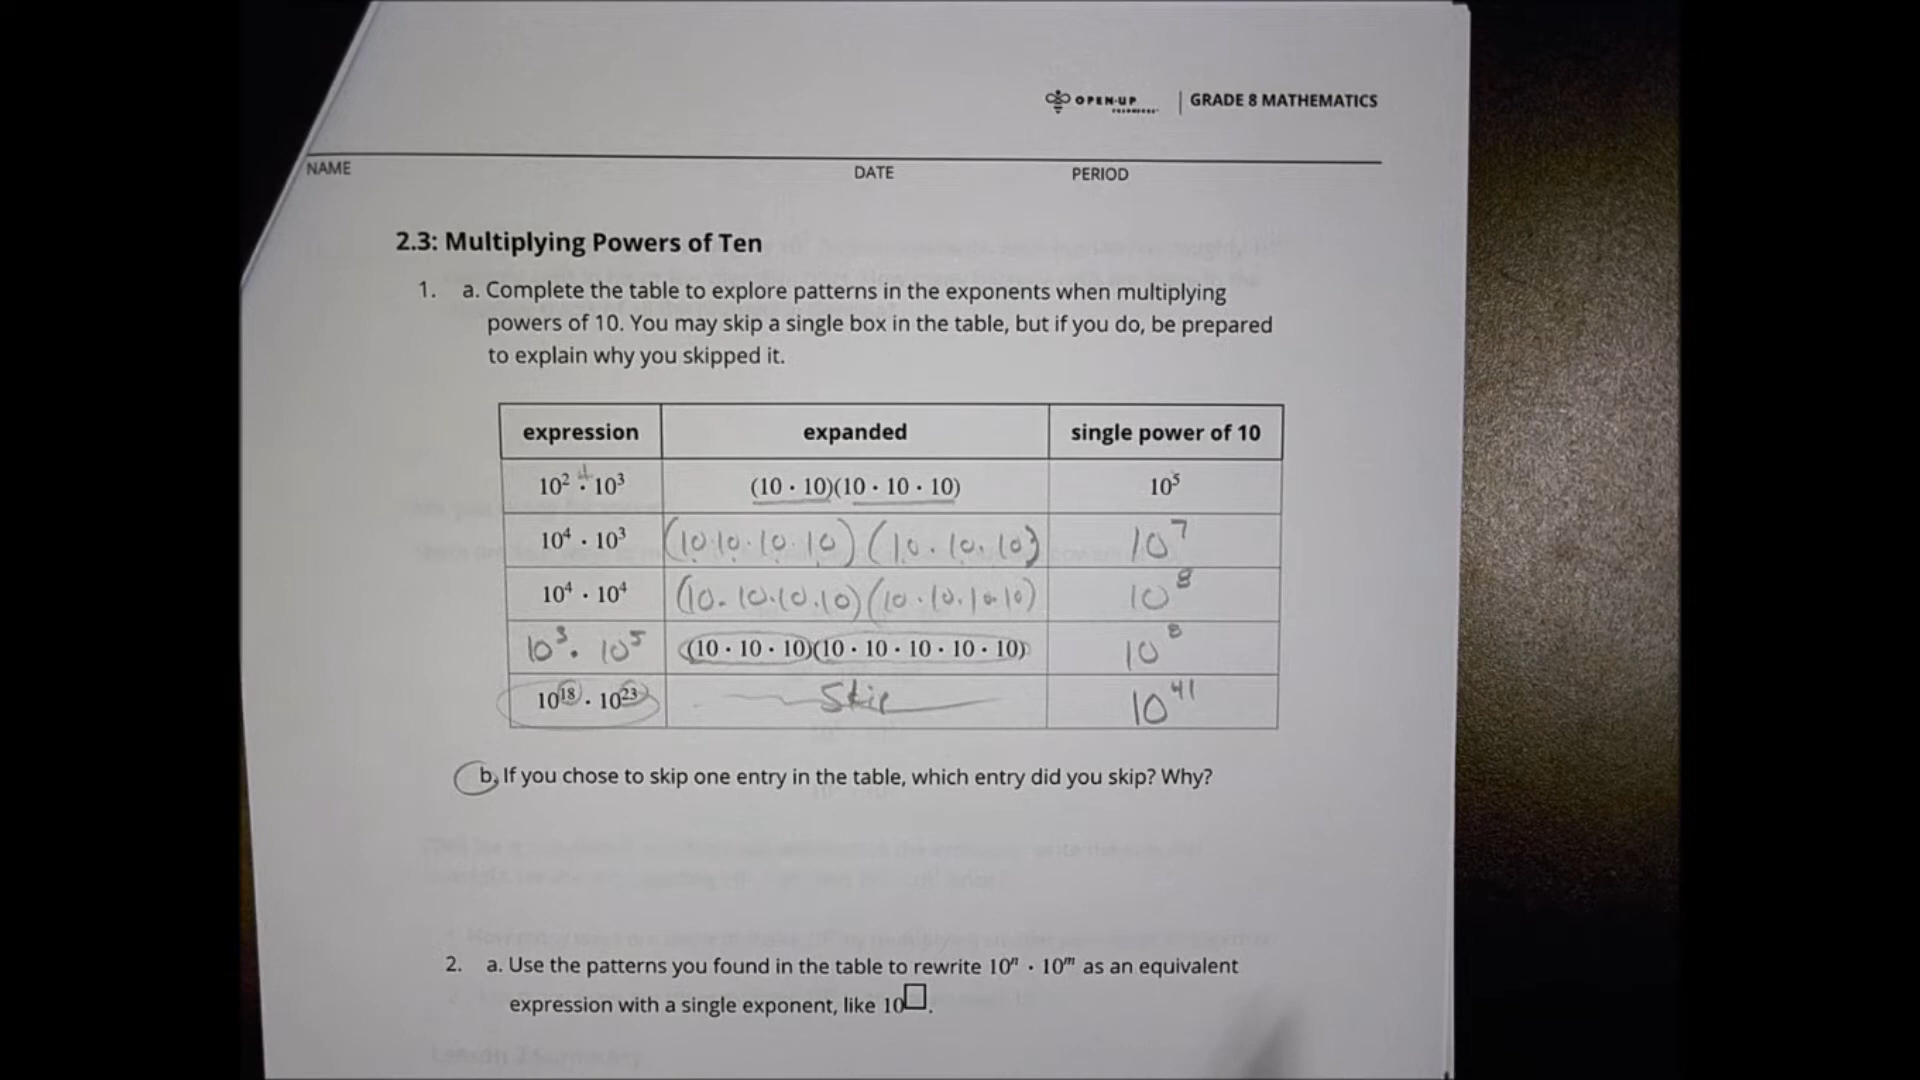 OPEN-UP
GRADE 8 MATHEMATICS
NAME DATE PERIOD
2.3: Multiplying Powers of Ten
1. a. Complete the table to explore patterns in the exponents when multiplying
powers of 10. You may skip a single box in the table, but if you do, be prepared
to explain why you skipped it.
expression expanded single power of 10
10² · 10³ (10 · 10)(10 · 10 · 10) 10⁵
10⁴ · 10³ (10·10·10·10)(10·10·10) 10⁷
10⁴ · 10⁴ (10·10·10·10)(10·10·10·10) 10⁸
10³ · 10⁵ (10 · 10 · 10)(10 · 10 · 10 · 10 · 10) 10⁸
10¹⁸ · 10²³ Skip 10⁴¹
b. If you chose to skip one entry in the table, which entry did you skip? Why?
2. a. Use the patterns you found in the table to rewrite 10ⁿ · 10ᵐ as an equivalent
expression with a single exponent, like 10□.